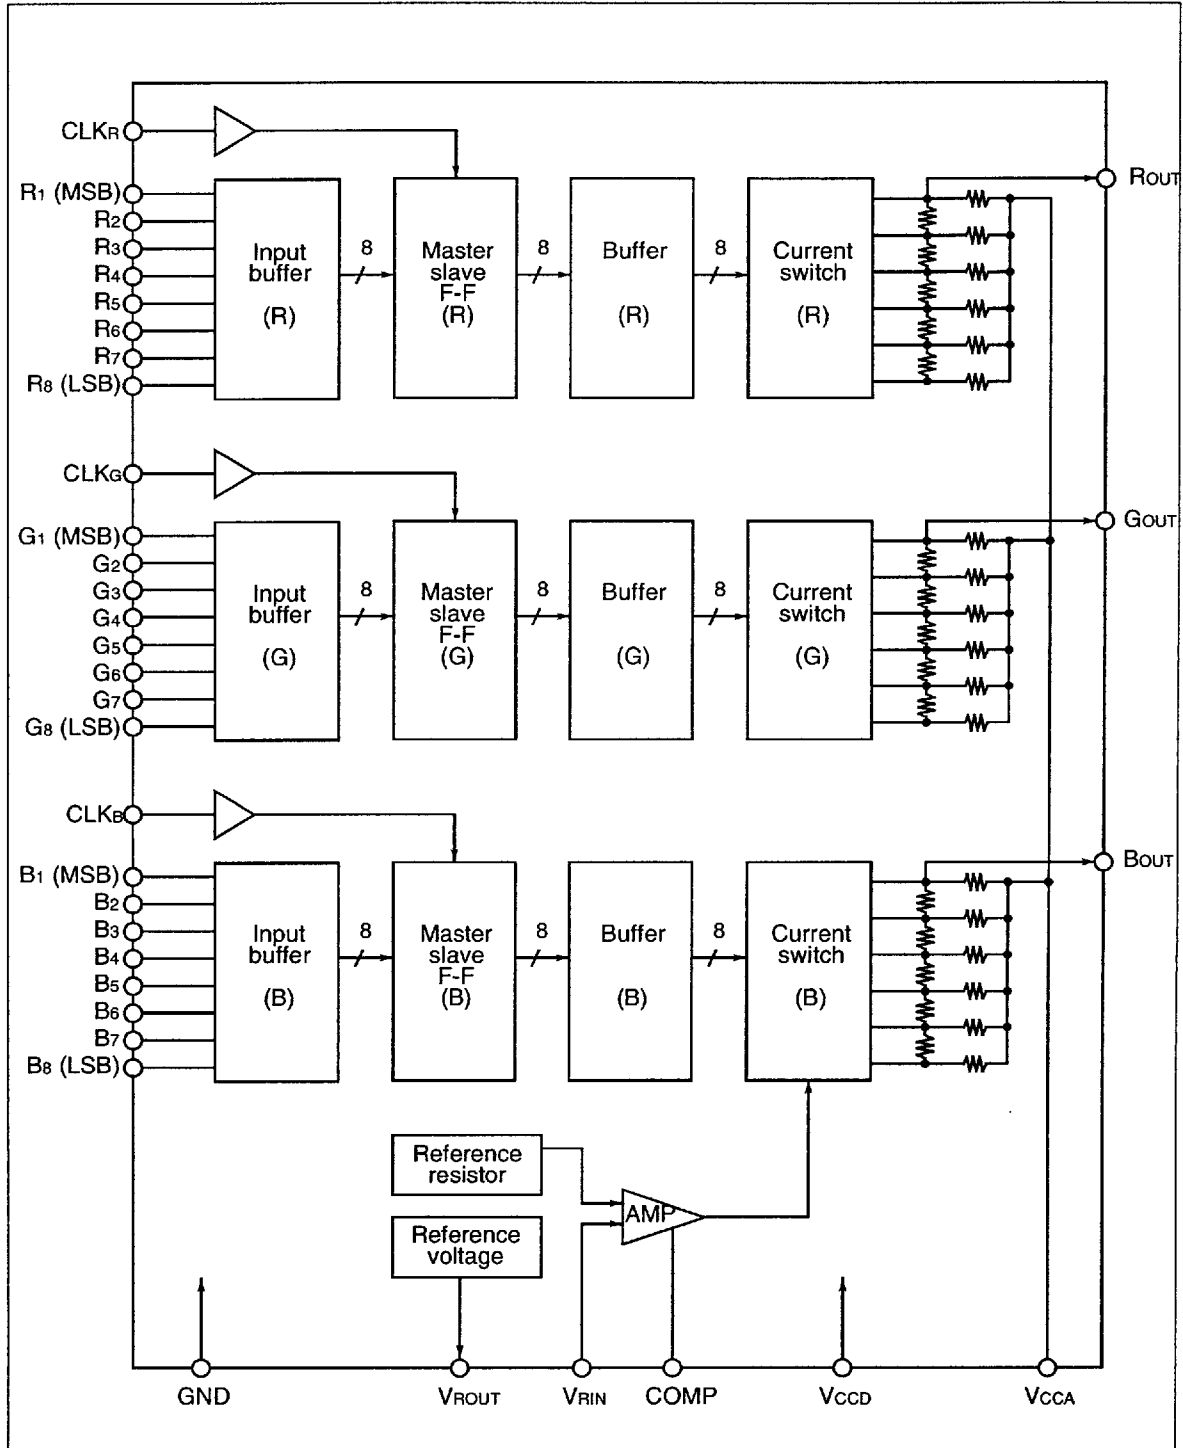 CLKR
R1 (MSB)
R2
R3
R4
R5
R6
R7
R8 (LSB)
Input
buffer
(R)
8
Master
slave
F-F
(R)
8
Buffer
(R)
8
Current
switch
(R)
ROUT
CLKG
G1 (MSB)
G2
G3
G4
G5
G6
G7
G8 (LSB)
Input
buffer
(G)
8
Master
slave
F-F
(G)
8
Buffer
(G)
8
Current
switch
(G)
GOUT
CLKB
B1 (MSB)
B2
B3
B4
B5
B6
B7
B8 (LSB)
Input
buffer
(B)
8
Master
slave
F-F
(B)
8
Buffer
(B)
8
Current
switch
(B)
BOUT
Reference
resistor
AMP
Reference
voltage
GND
VROUT
VRIN
COMP
VCCD
VCCA